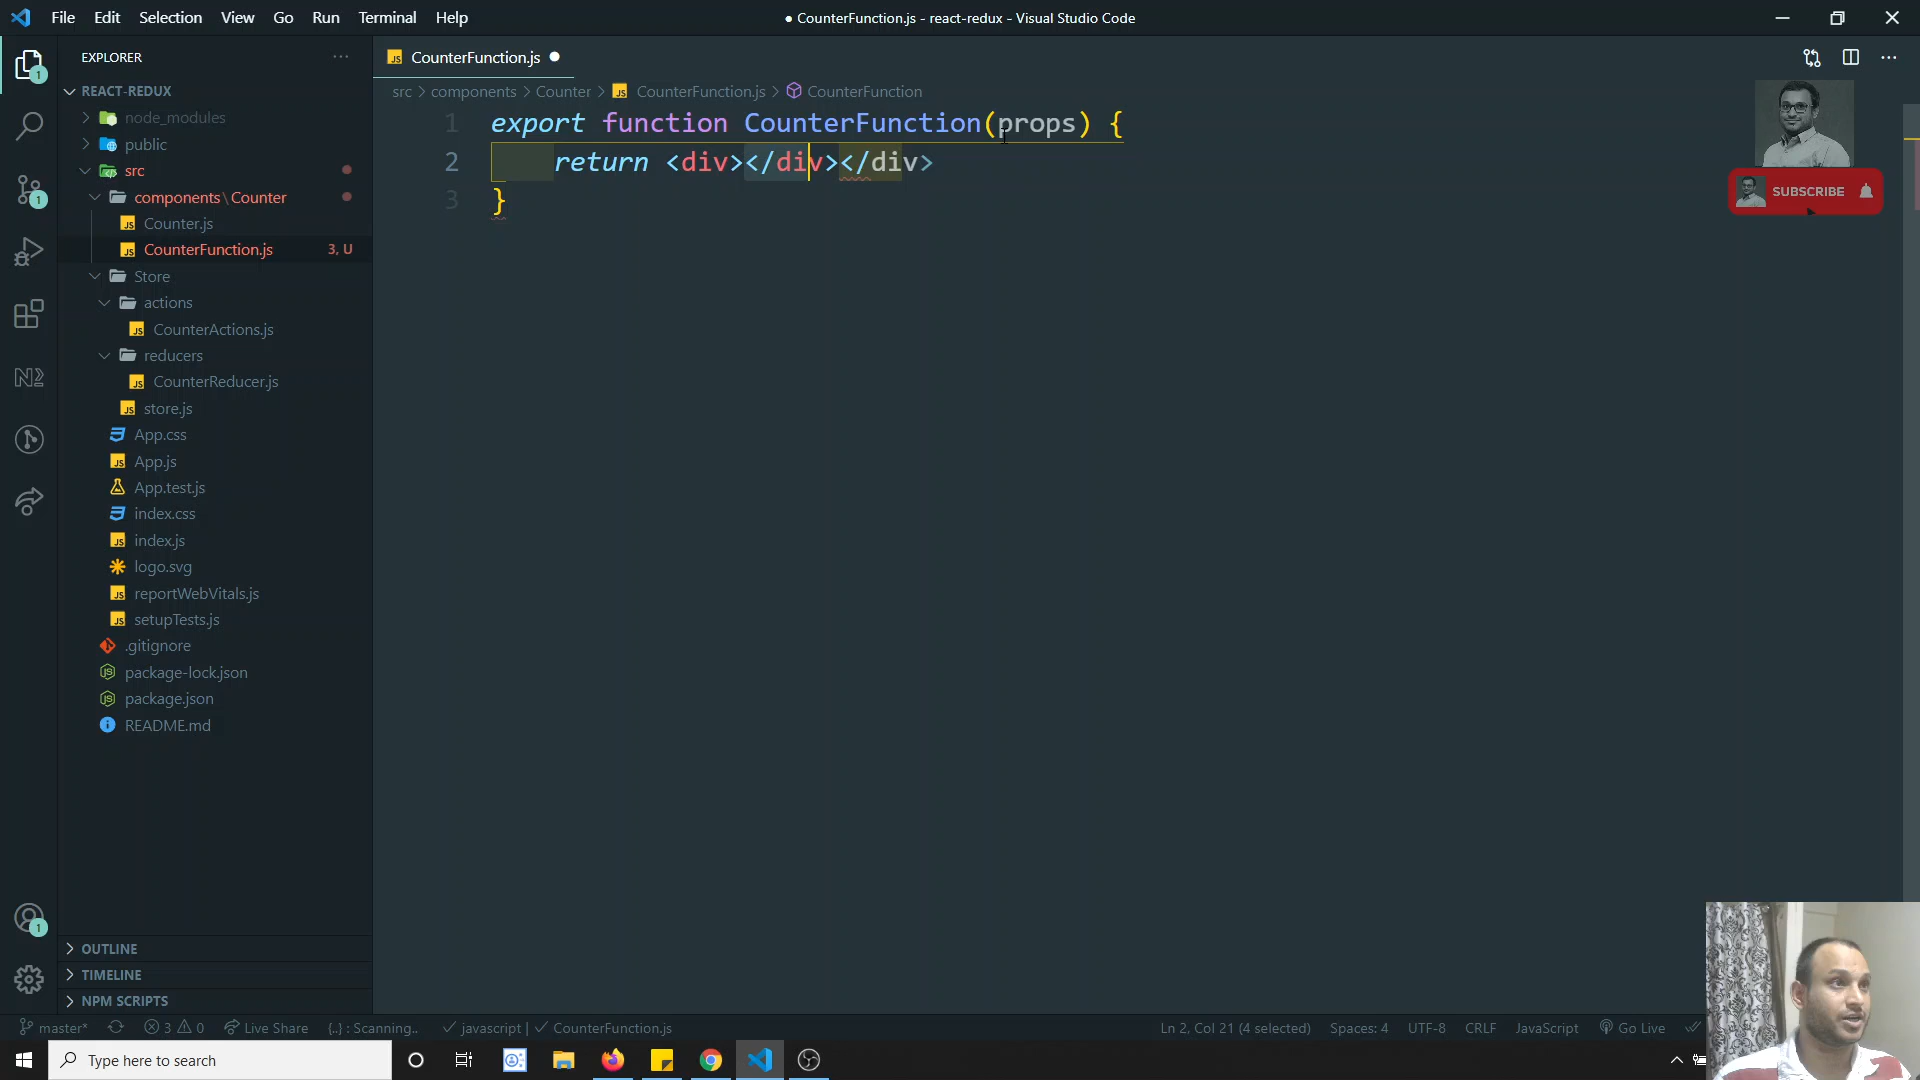 File Edit Selection View Go Run Terminal Help
● CounterFunction.js - react-redux - Visual Studio Code
EXPLORER
REACT-REDUX
node_modules
public
src
components\Counter
Counter.js
CounterFunction.js 3, U
Store
actions
CounterActions.js
reducers
CounterReducer.js
store.js
App.css
App.js
App.test.js
index.css
index.js
logo.svg
reportWebVitals.js
setupTests.js
.gitignore
package-lock.json
package.json
README.md
OUTLINE
TIMELINE
NPM SCRIPTS
CounterFunction.js ●
src > components > Counter > JS CounterFunction.js > CounterFunction
1 export function CounterFunction(props) {
2 return <div></div></div>
3 }
SUBSCRIBE
master* 3 0 Live Share {..} : Scanning.. javascript | CounterFunction.js
Ln 2, Col 21 (4 selected) Spaces: 4 UTF-8 CRLF JavaScript Go Live
Type here to search